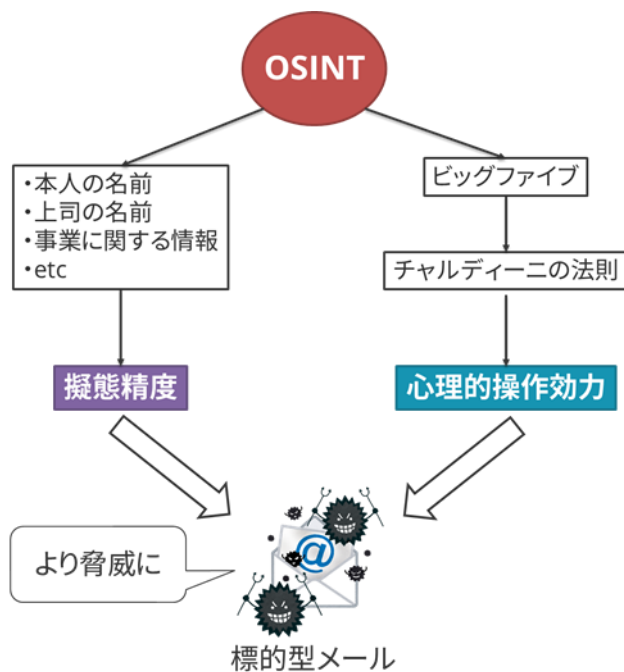 OSINT
・本人の名前
・上司の名前
・事業に関する情報
・etc
ビッグファイブ
チャルディーニの法則
擬態精度
心理的操作効力
より脅威に
@
標的型メール